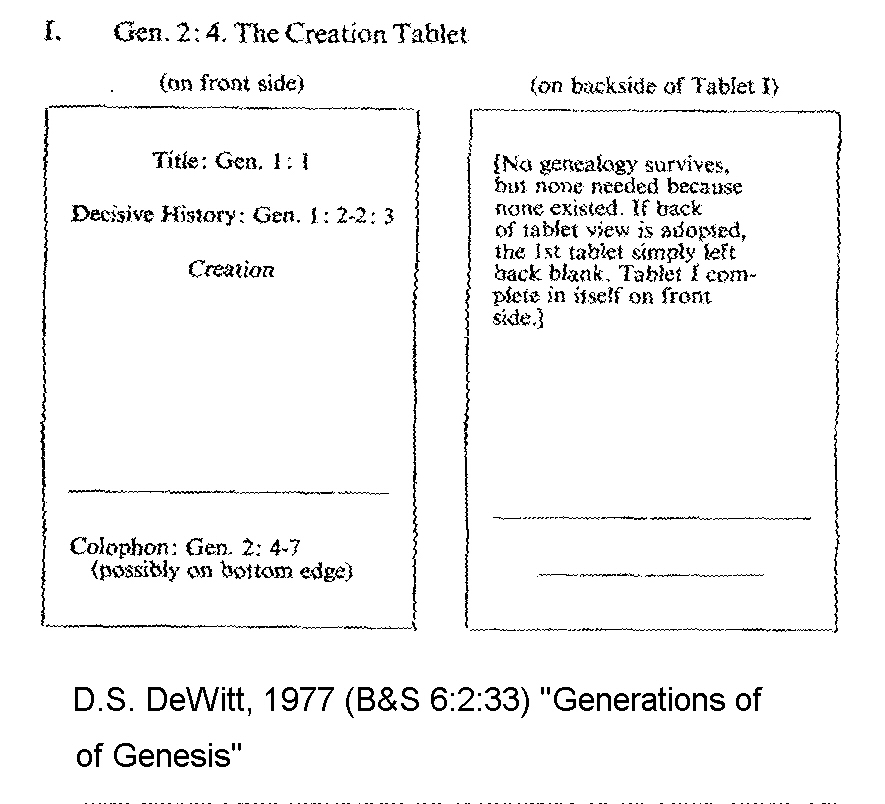 I. Gen. 2: 4. The Creation Tablet
(on front side)
Title: Gen. 1: 1
Decisive History: Gen. 1: 2-2: 3
Creation
Colophon: Gen. 2: 4-7
(possibly on bottom edge)
(on backside of Tablet I)
[No genealogy survives,
but none needed because
none existed. If back
of tablet view is adopted,
the 1st tablet simply left
back blank. Tablet I com-
plete in itself on front
side.]
D.S. DeWitt, 1977 (B&S 6:2:33) "Generations of
of Genesis"